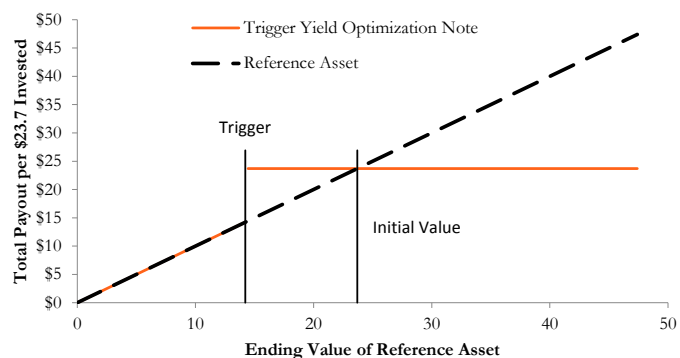 $50
$45
$40
$35
$30
$25
$20
$15
$10
$5
$0
Total Payout per $23.7 Invested
Trigger Yield Optimization Note
Reference Asset
Trigger
Initial Value
0
10
20
30
40
50
Ending Value of Reference Asset